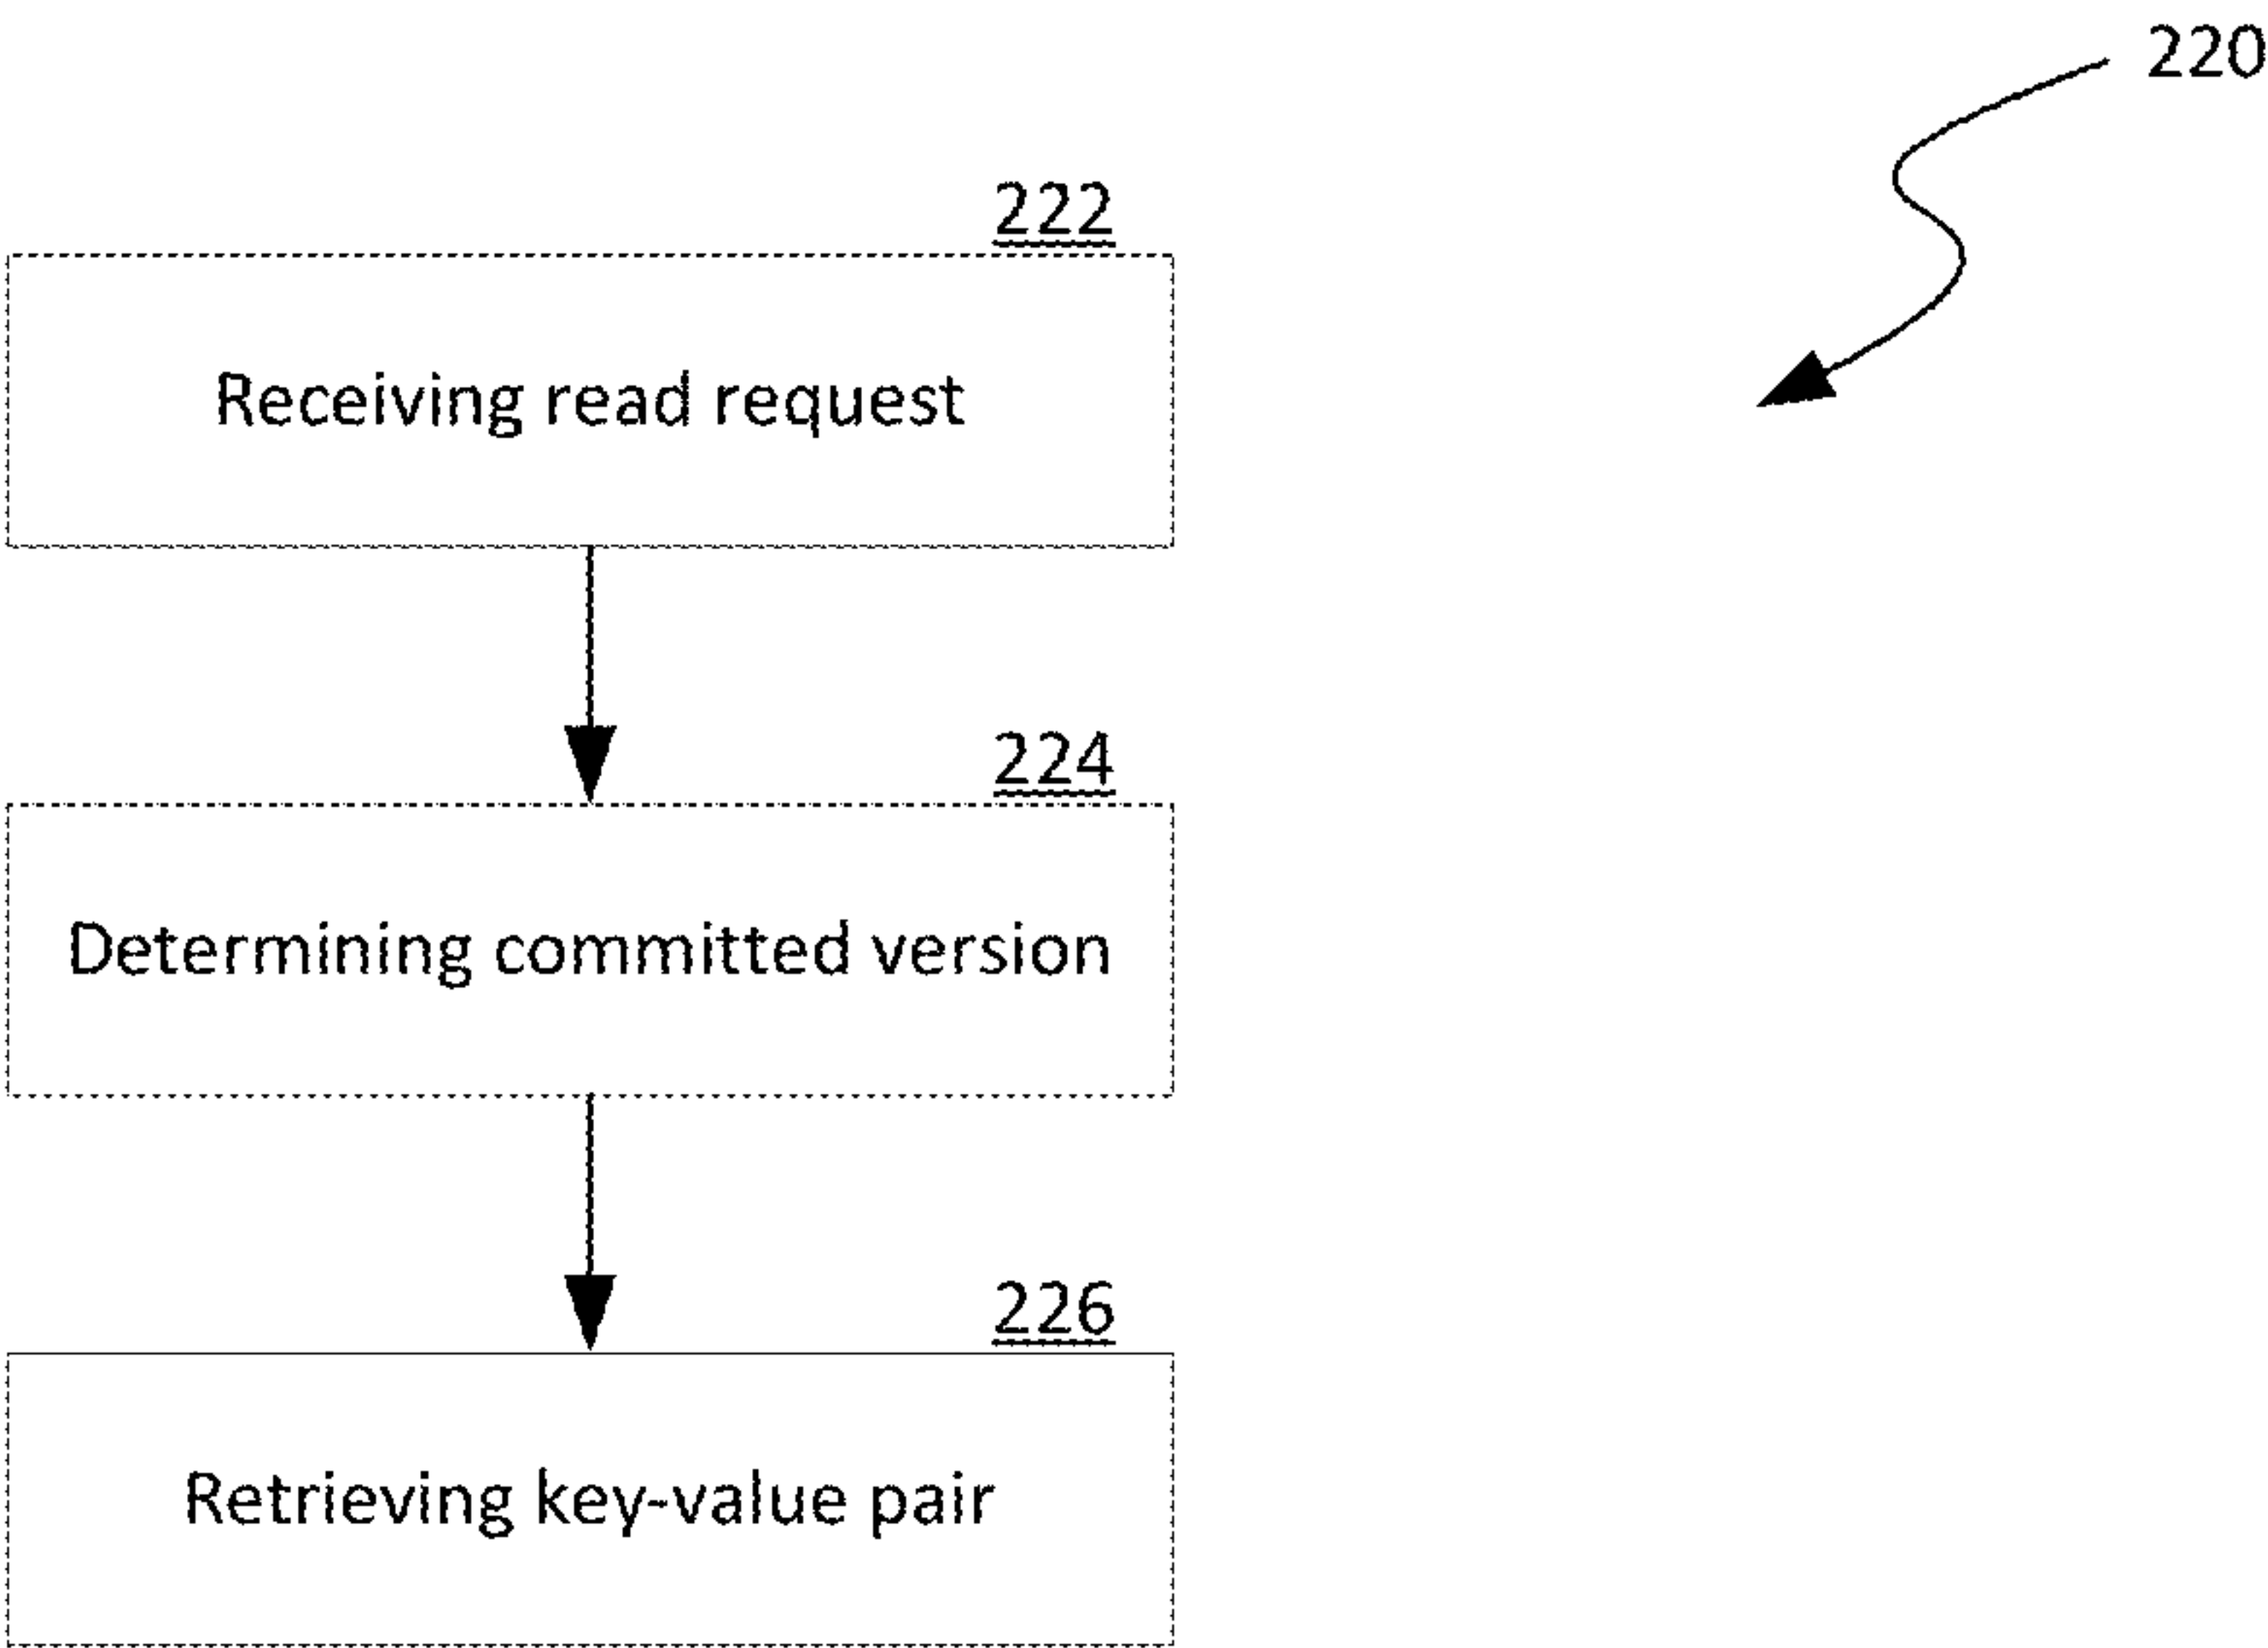 220
222
Receiving read request
224
Determining committed version
226
Retrieving key-value pair